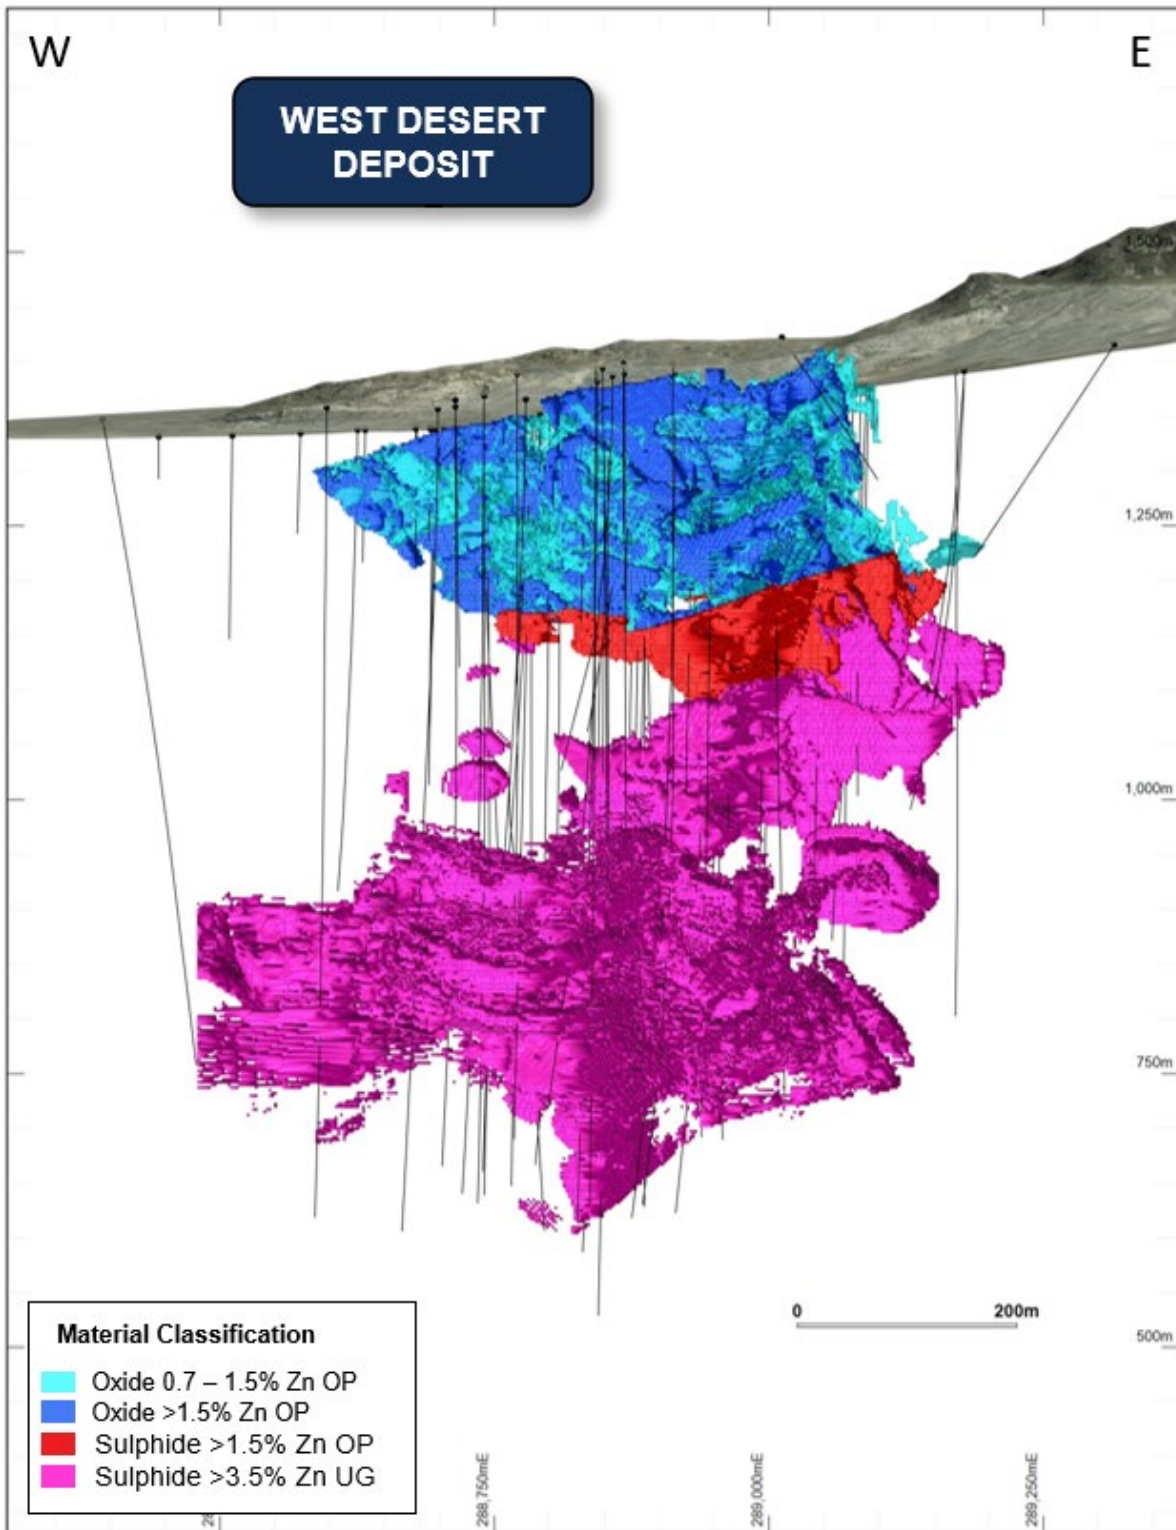 W
E
WEST DESERT
DEPOSIT
1,500m
1,250m
1,000m
750m
500m
0
200m
Material Classification
Oxide 0.7 – 1.5% Zn OP
Oxide >1.5% Zn OP
Sulphide >1.5% Zn OP
Sulphide >3.5% Zn UG
288,750mE
289,000mE
289,250mE